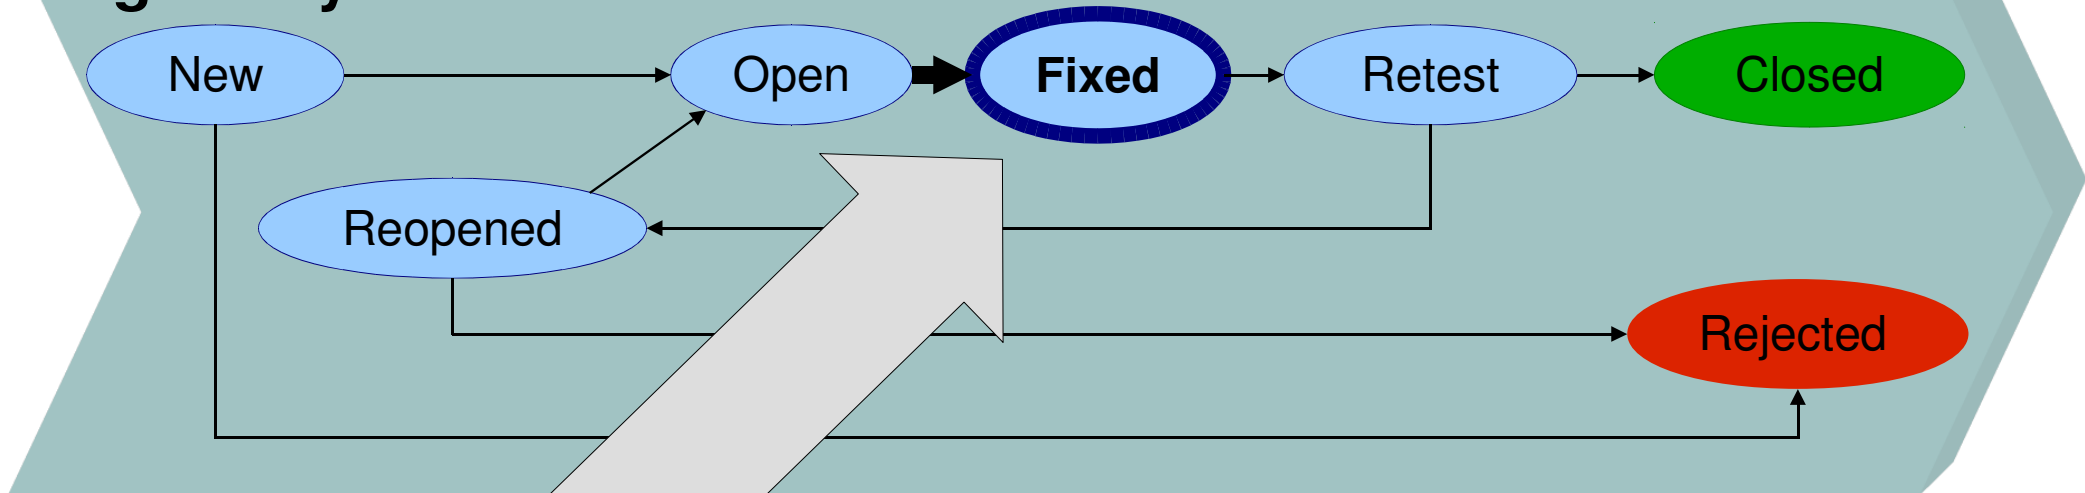 New
Open
Fixed
Retest
Closed
Reopened
Rejected